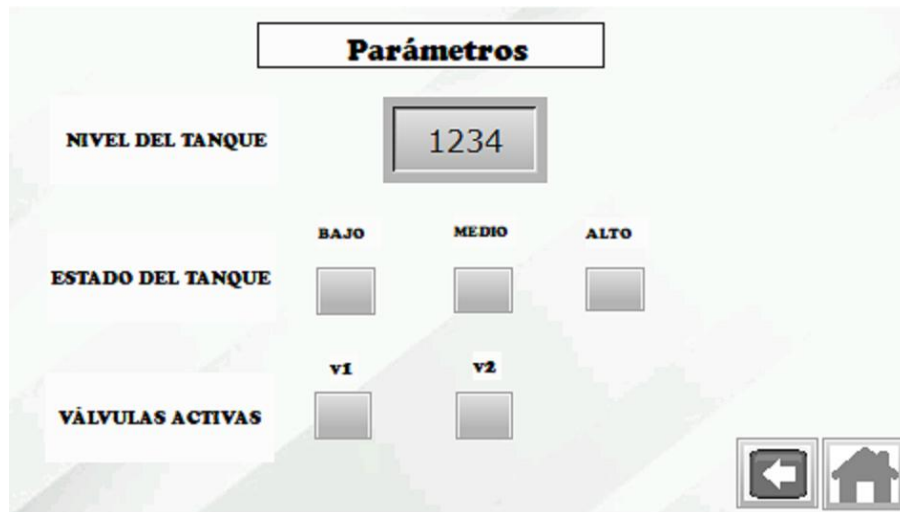 Parámetros
NIVEL DEL TANQUE
1234
BAJO MEDIO ALTO
ESTADO DEL TANQUE
v1 v2
VÁLVULAS ACTIVAS